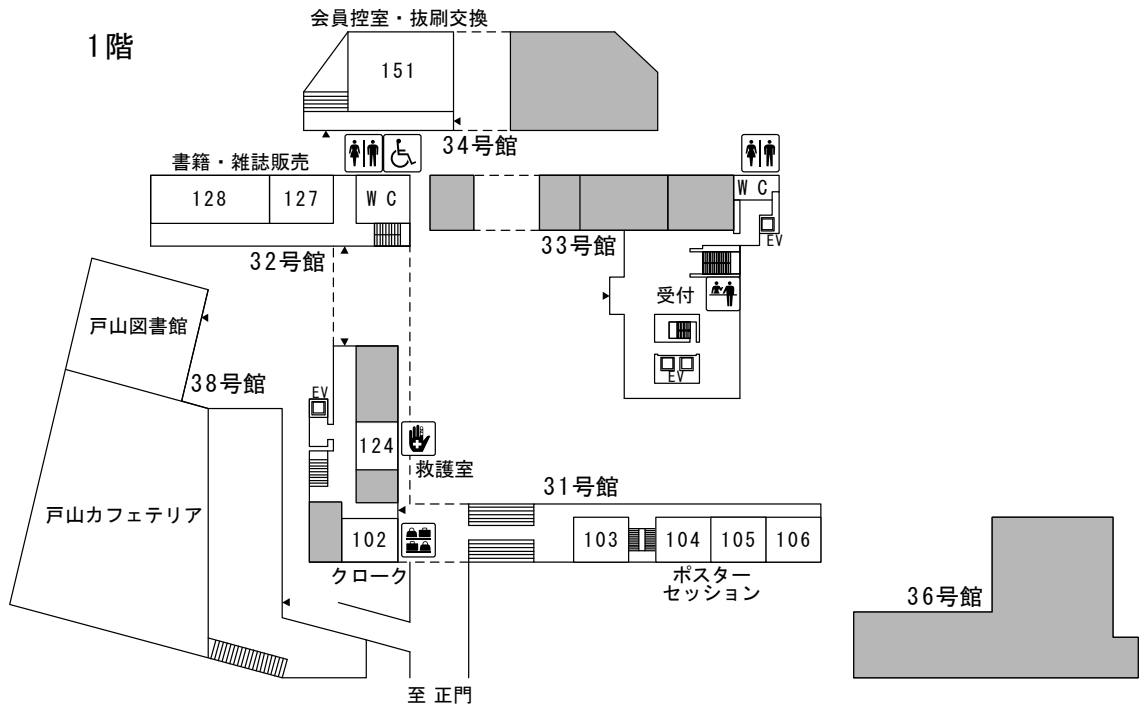 会員控室・抜刷交換
1階
151
34号館
書籍・雑誌販売
128
127
W C
W C
EV
32号館
33号館
受付
EV
戸山図書館
38号館
EV
124
救護室
戸山カフェテリア
31号館
102
103
104
105
106
クローク
ポスター
セッション
36号館
至 正門